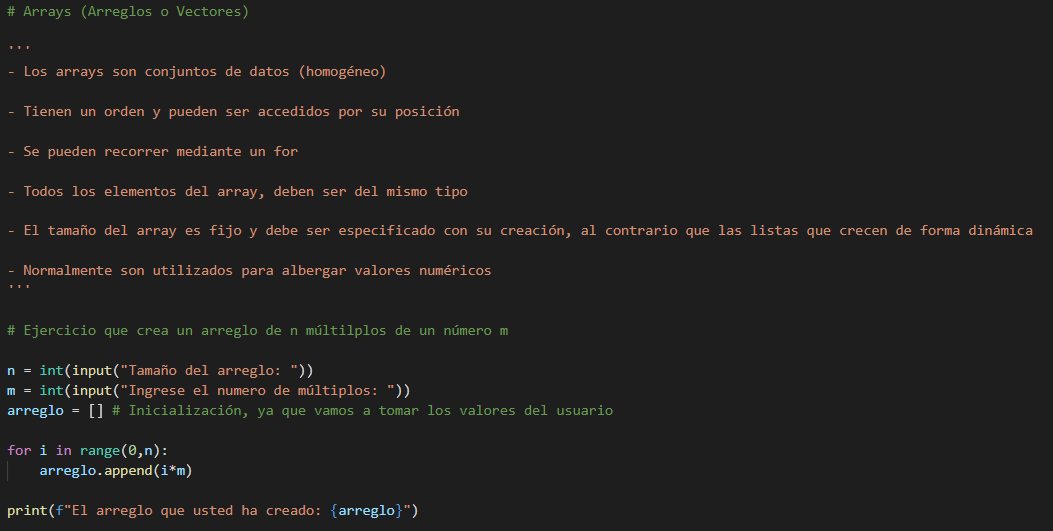 # Arrays (Arreglos o Vectores)
'''
- Los arrays son conjuntos de datos (homogéneo)
- Tienen un orden y pueden ser accedidos por su posición
- Se pueden recorrer mediante un for
- Todos los elementos del array, deben ser del mismo tipo
- El tamaño del array es fijo y debe ser especificado con su creación, al contrario que las listas que crecen de forma dinámica
- Normalmente son utilizados para albergar valores numéricos
'''
# Ejercicio que crea un arreglo de n múltilplos de un número m
n = int(input("Tamaño del arreglo: "))
m = int(input("Ingrese el numero de múltiplos: "))
arreglo = [] # Inicialización, ya que vamos a tomar los valores del usuario
for i in range(0,n):
    arreglo.append(i*m)
print(f"El arreglo que usted ha creado: {arreglo}")